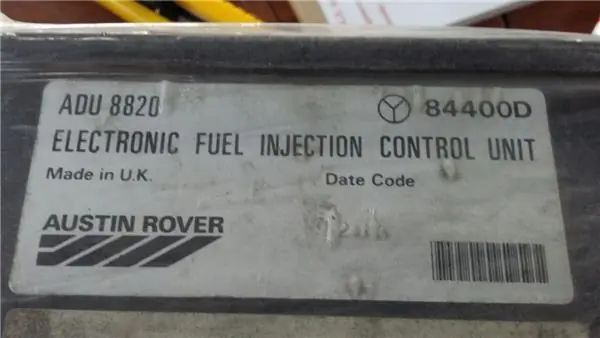 ADU 8820
84400D
ELECTRONIC FUEL INJECTION CONTROL UNIT
Made in U.K.
Date Code
AUSTIN ROVER